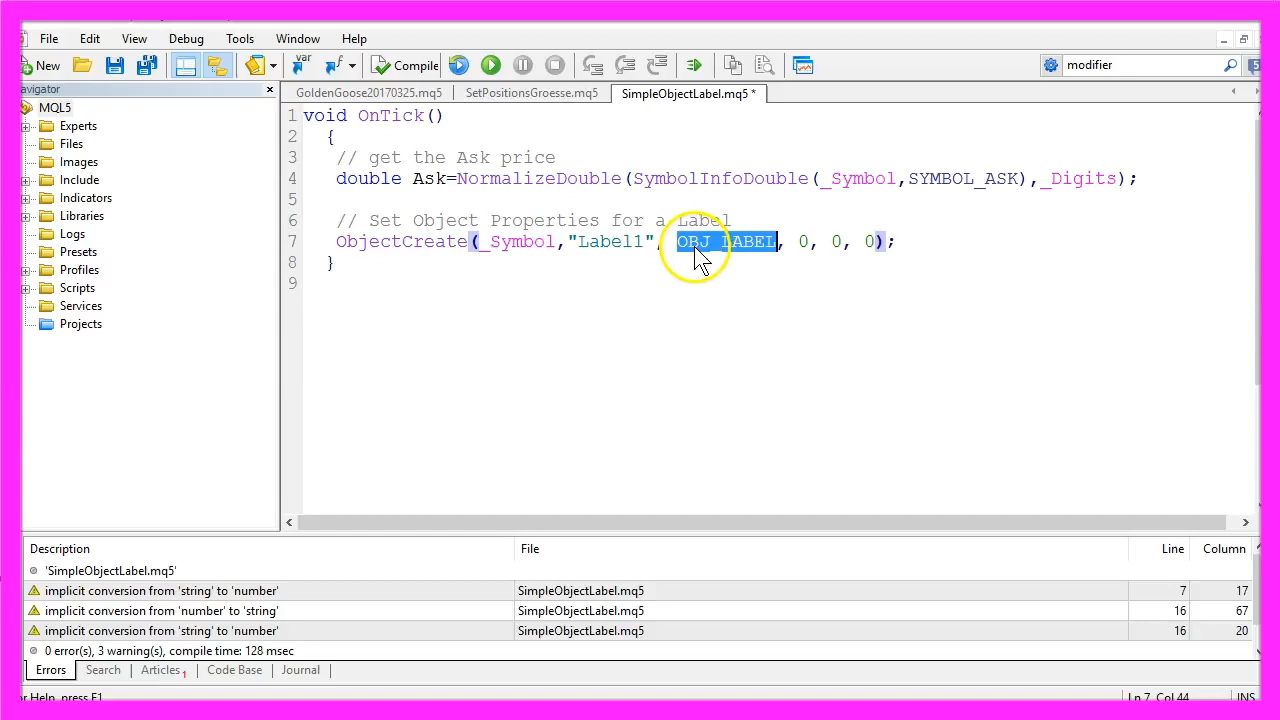 File Edit View Debug Tools Window Help
New Compile modifier 5
avigator GoldenGoose20170325.mq5 SetPositionsGroesse.mq5 SimpleObjectLabel.mq5 *
MQL5
Experts
Files
Images
Include
Indicators
Libraries
Logs
Presets
Profiles
Scripts
Services
Projects
1 void OnTick()
2 {
3 // get the Ask price
4 double Ask=NormalizeDouble(SymbolInfoDouble(_Symbol,SYMBOL_ASK),_Digits);
5
6 // Set Object Properties for a Label
7 ObjectCreate(_Symbol,"Label1", OBJ_LABEL, 0, 0, 0);
8 }
9
Description File Line Column
'SimpleObjectLabel.mq5'
implicit conversion from 'string' to 'number' SimpleObjectLabel.mq5 7 17
implicit conversion from 'number' to 'string' SimpleObjectLabel.mq5 16 67
implicit conversion from 'string' to 'number' SimpleObjectLabel.mq5 16 20
0 error(s), 3 warning(s), compile time: 128 msec
Errors Search Articles 1 Code Base Journal
or Help, press F1 Ln 7, Col 44 INS